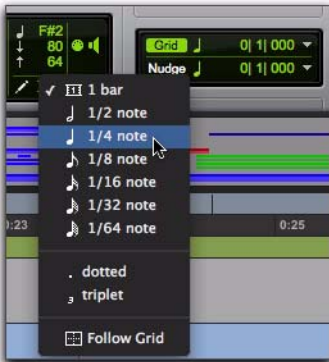 F#2
80
64
Grid 0| 1| 000
Nudge 0| 1| 000
✓ 1 bar
1/2 note
1/4 note
1/8 note
1/16 note
1/32 note
1/64 note
0:23
0:25
. dotted
3 triplet
Follow Grid